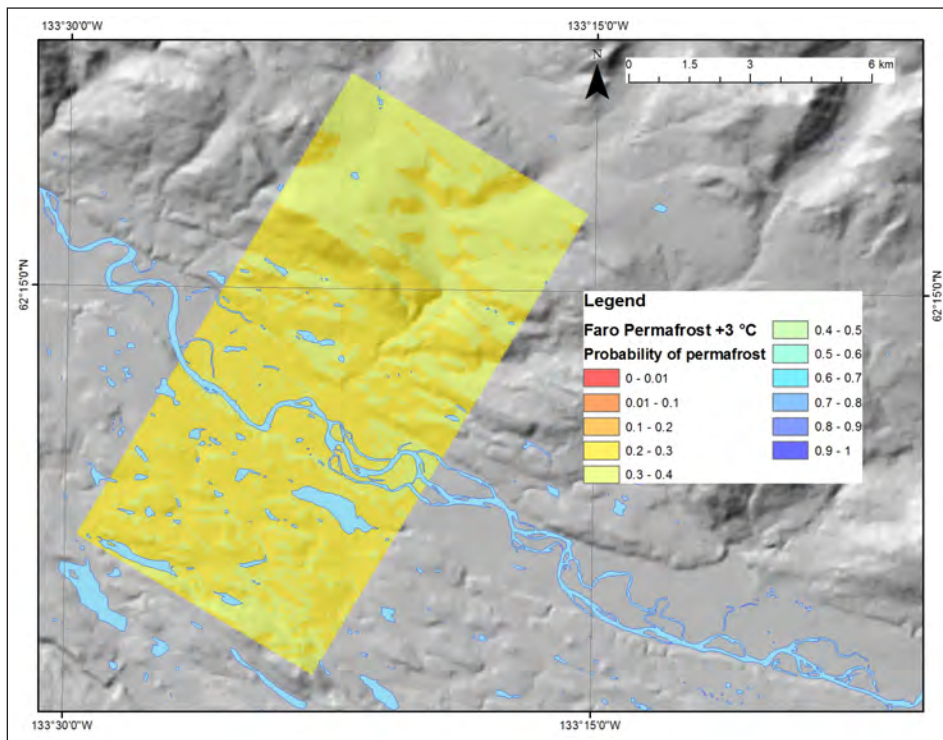 133°30'0"W
133°15'0"W
N
0 1.5 3 6 km
62°15'0"N
62°15'0"N
Legend
Faro Permafrost +3 °C
Probability of permafrost
0 - 0.01
0.01 - 0.1
0.1 - 0.2
0.2 - 0.3
0.3 - 0.4
0.4 - 0.5
0.5 - 0.6
0.6 - 0.7
0.7 - 0.8
0.8 - 0.9
0.9 - 1
133°30'0"W
133°15'0"W